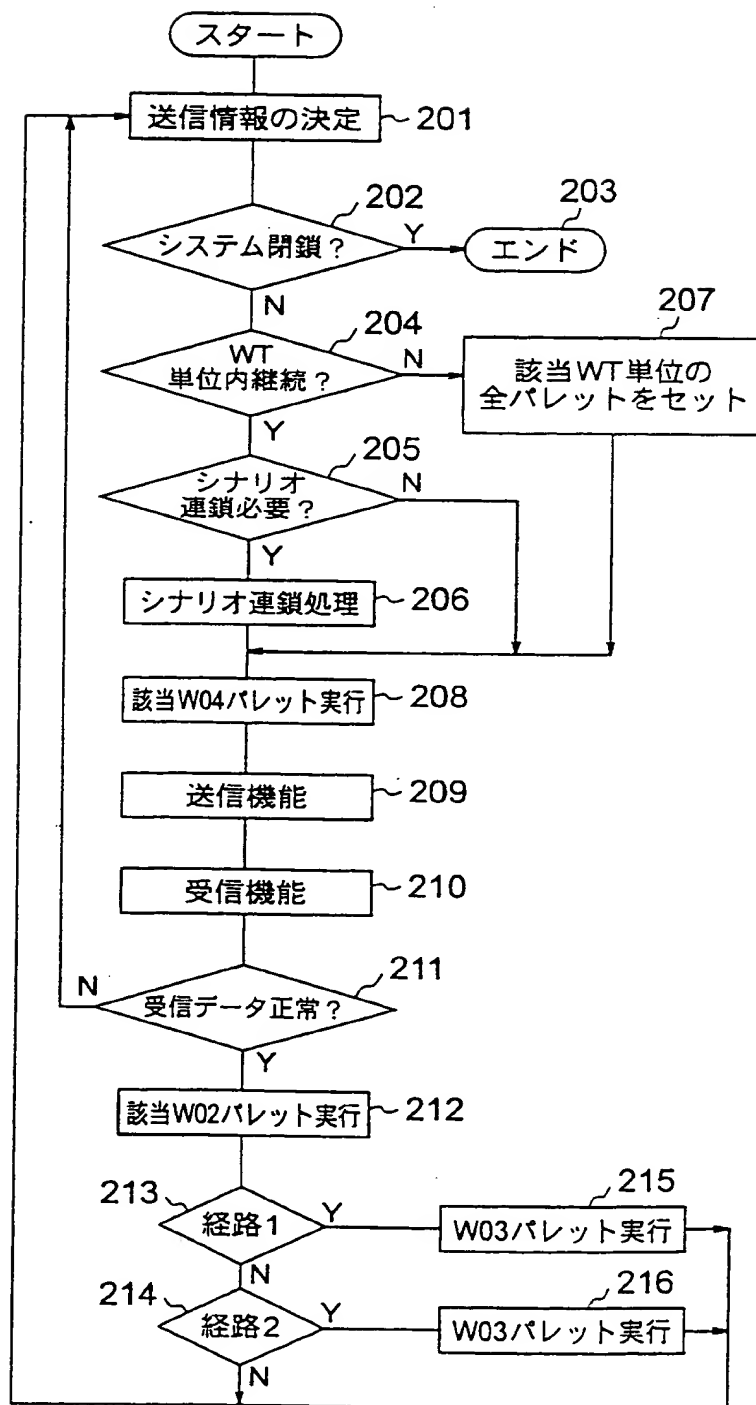 スタート
送信情報の決定
201
202
203
システム閉鎖?
Y
エンド
N
204
207
WT
単位内継続?
N
該当WT単位の
全パレットをセット
Y
205
シナリオ
連鎖必要?
N
Y
シナリオ連鎖処理
206
該当W04パレット実行
208
送信機能
209
受信機能
210
211
N
受信データ正常?
Y
該当W02パレット実行
212
213
215
経路1
Y
W03パレット実行
N
214
216
経路2
Y
W03パレット実行
N